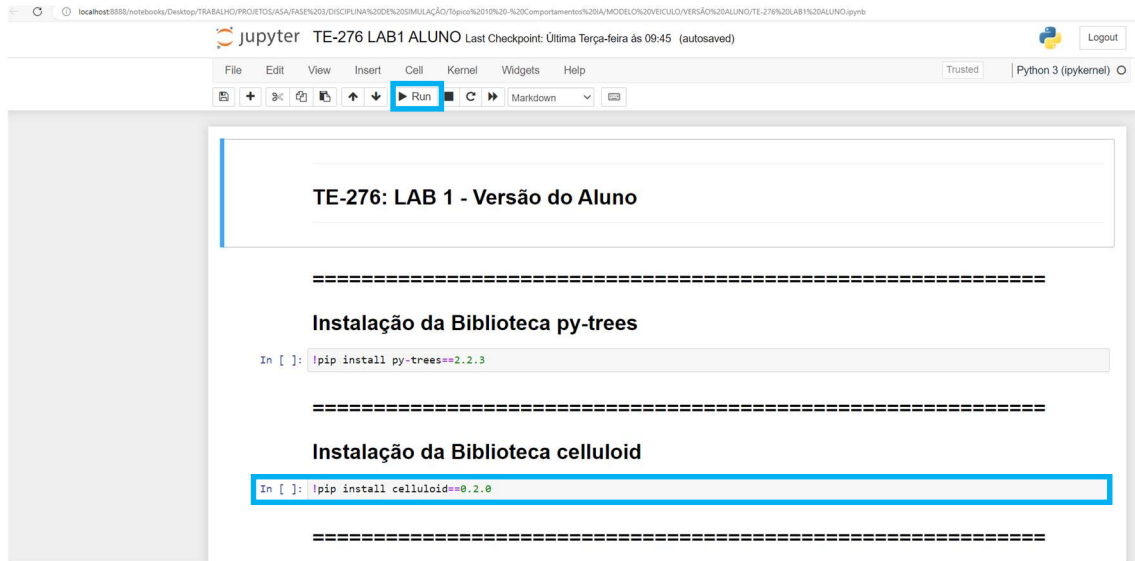 localhost:8888/notebooks/Desktop/TRABALHO/PROJETOS/ASA/FASE%203/DISCIPLINA%20DE%20SIMULAÇÃO/Tópico%2010%20-%20Comportamentos%20IA/MODELO%20VEICULO/VERSÃO%20ALUNO/TE-276%20LAB1%20ALUNO.ipynb
jupyter TE-276 LAB1 ALUNO Last Checkpoint: Última Terça-feira às 09:45 (autosaved)
Logout
File Edit View Insert Cell Kernel Widgets Help Trusted Python 3 (ipykernel)
Run Markdown
TE-276: LAB 1 - Versão do Aluno
============================================================
Instalação da Biblioteca py-trees
In [ ]: !pip install py-trees==2.2.3
============================================================
Instalação da Biblioteca celluloid
In [ ]: !pip install celluloid==0.2.0
============================================================